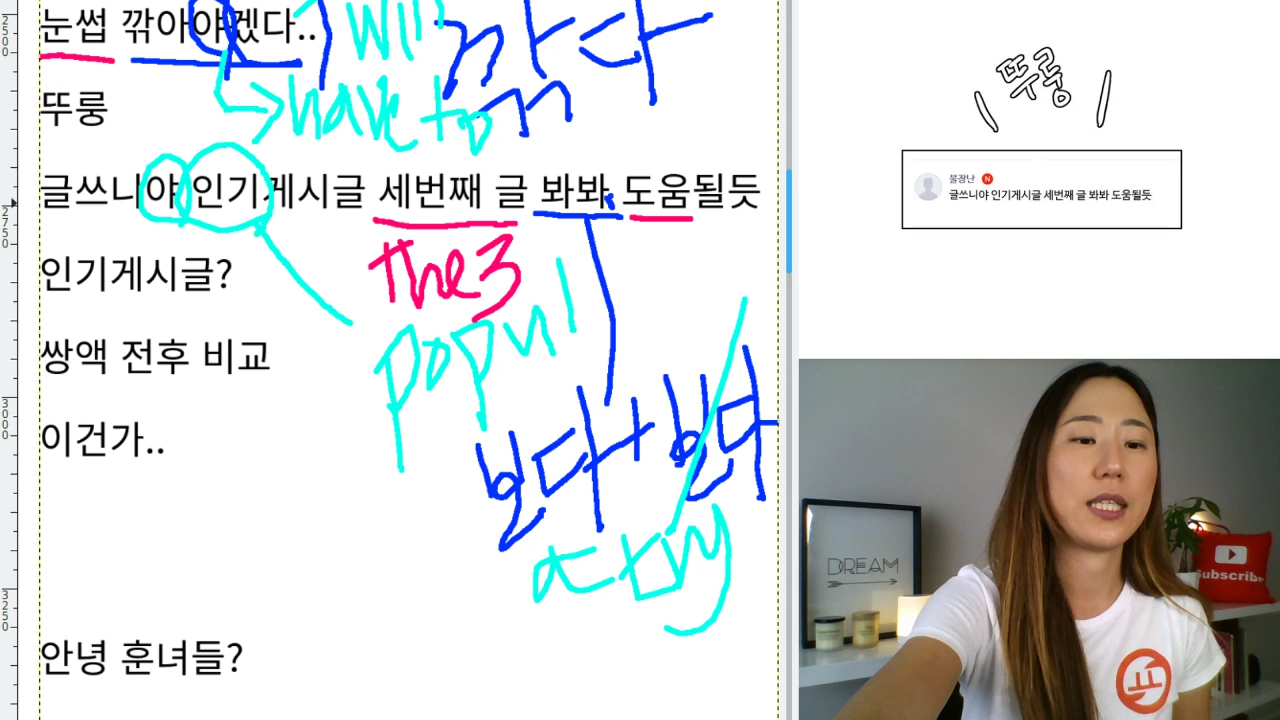 눈썹 깎아야겠다..
will
깎다
뚜룽
have to
글쓰니야 인기게시글 세번째 글 봐봐 도움될듯
인기게시글?
the 3
popul
쌍액 전후 비교
이건가..
보다+보다
a try
안녕 훈녀들?
뚜룽
불장난 N
글쓰니야 인기게시글 세번째 글 봐봐 도움될듯
DREAM
Subscribe